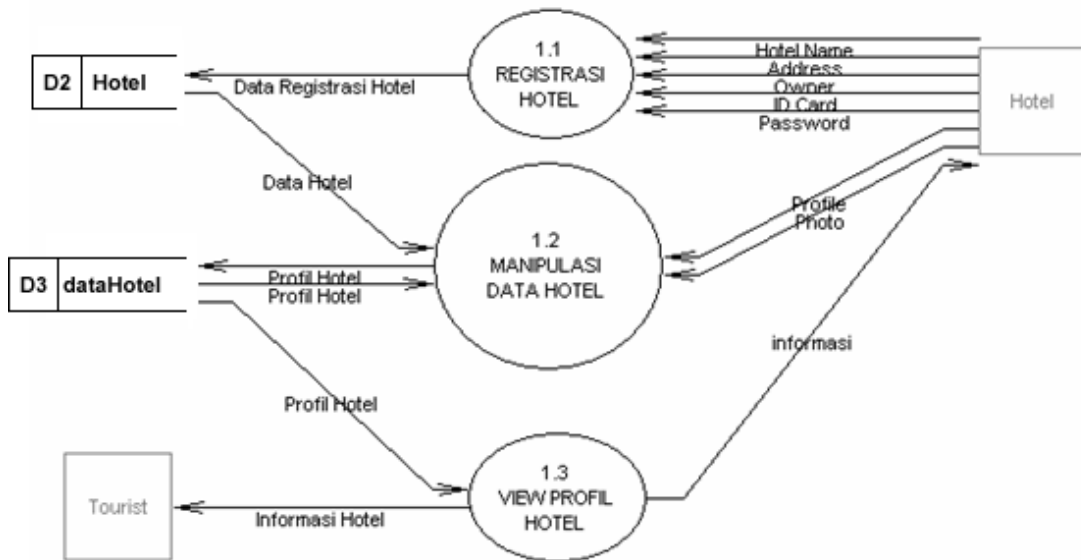 1.1
REGISTRASI
HOTEL
Hotel Name
Address
Owner
ID Card
Password
Hotel
D2 Hotel
Data Registrasi Hotel
Data Hotel
Profile
Photo
1.2
MANIPULASI
DATA HOTEL
D3 dataHotel
Profil Hotel
Profil Hotel
informasi
Profil Hotel
1.3
VIEW PROFIL
HOTEL
Tourist
Informasi Hotel